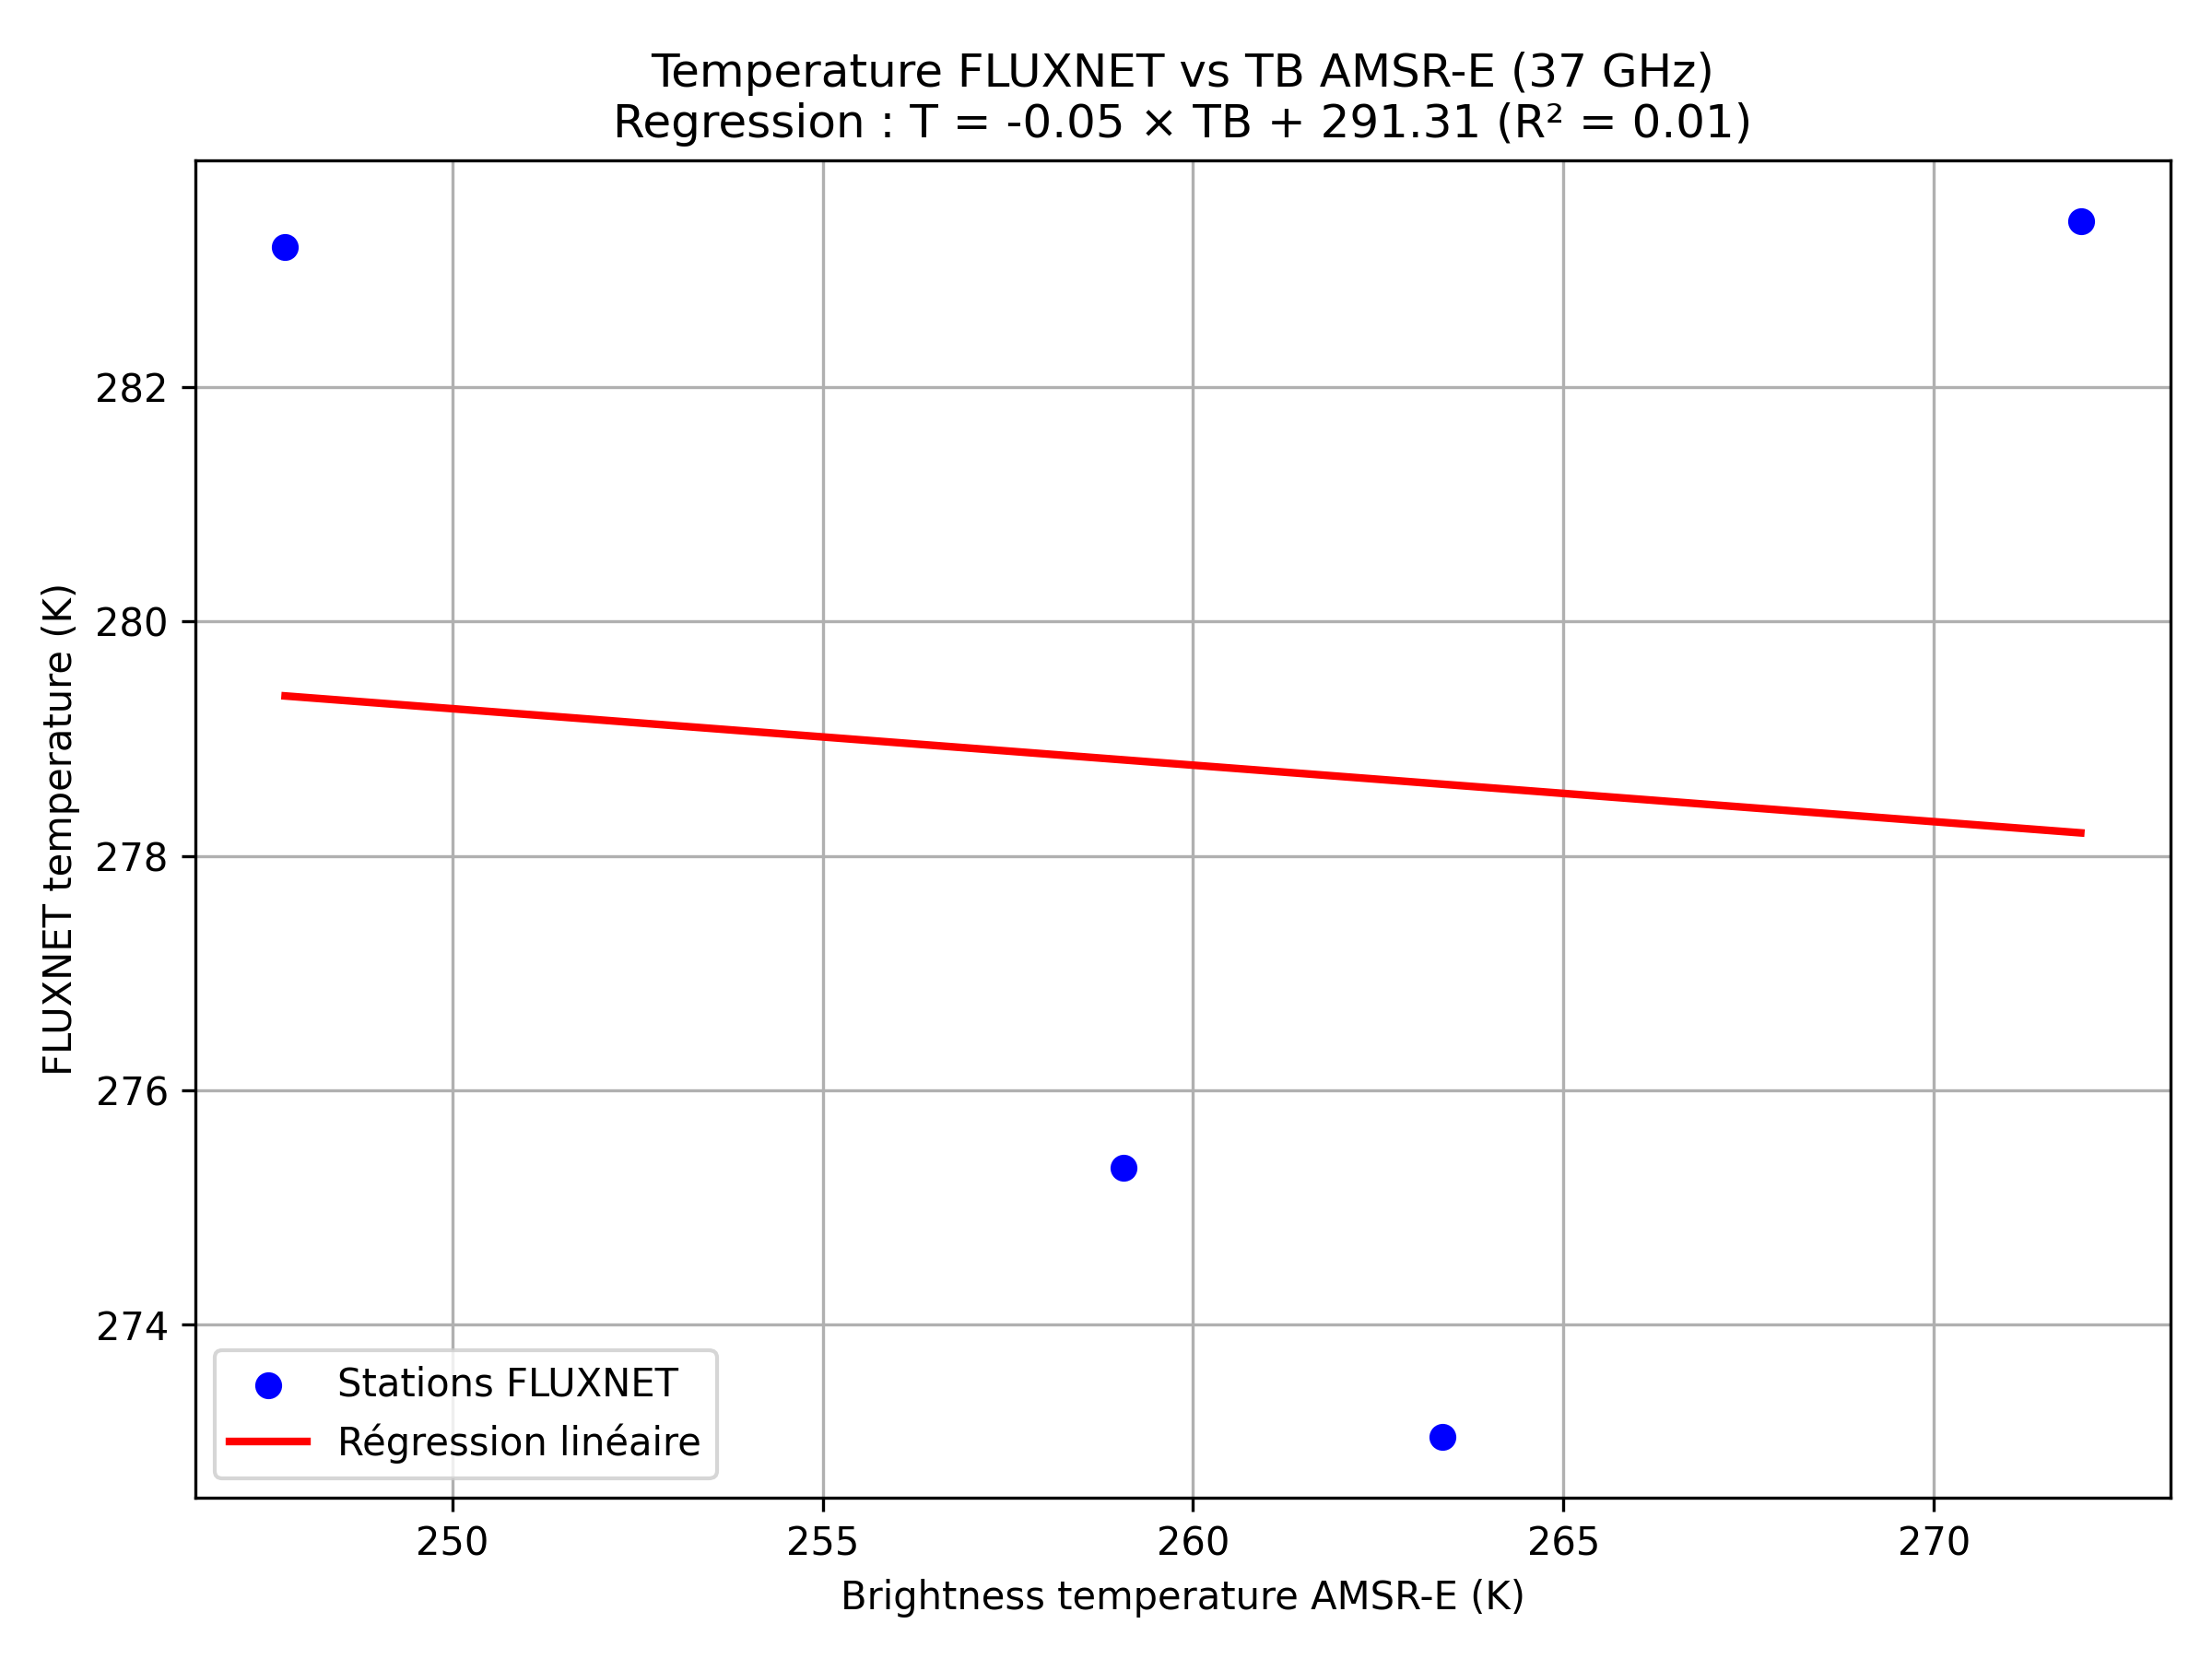 Temperature FLUXNET vs TB AMSR-E (37 GHz)
Regression : T = -0.05 × TB + 291.31 (R² = 0.01)
FLUXNET temperature (K)
282
280
278
276
274
Stations FLUXNET
Régression linéaire
250 255 260 265 270
Brightness temperature AMSR-E (K)